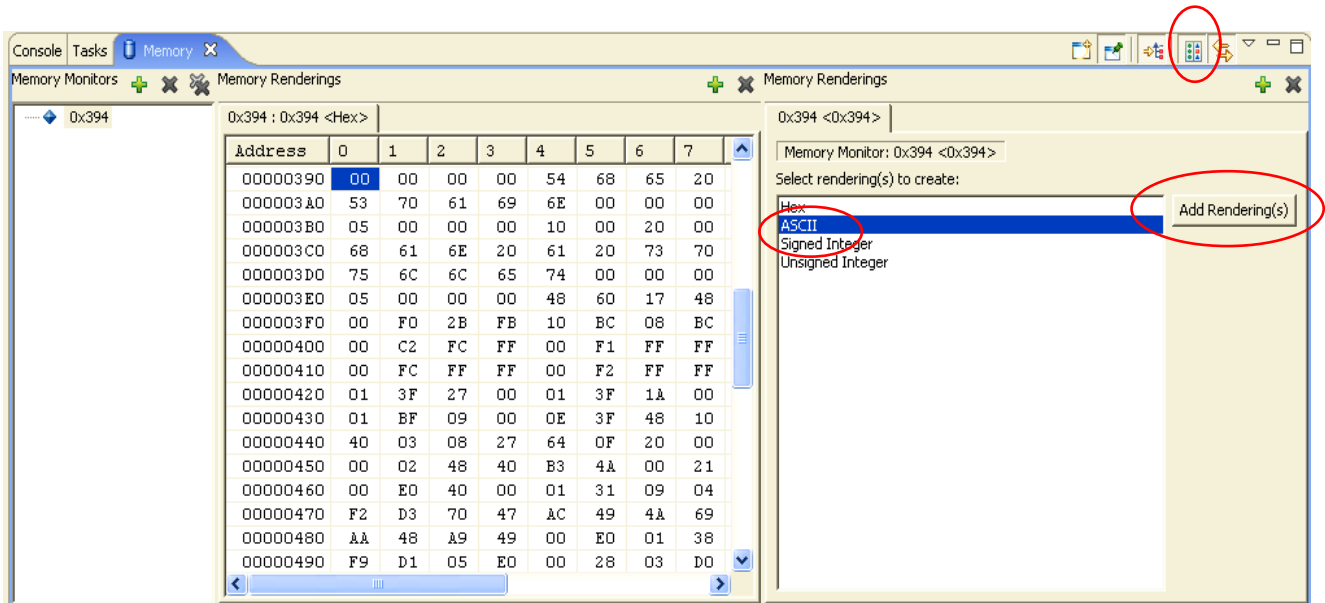 Console Tasks Memory
Memory Monitors Memory Renderings Memory Renderings
0x394
0x394 : 0x394 <Hex>
Address 0 1 2 3 4 5 6 7
00000390 00 00 00 00 54 68 65 20
000003A0 53 70 61 69 6E 00 00 00
000003B0 05 00 00 00 10 00 20 00
000003C0 68 61 6E 20 61 20 73 70
000003D0 75 6C 6C 65 74 00 00 00
000003E0 05 00 00 00 48 60 17 48
000003F0 00 F0 2B FB 10 BC 08 BC
00000400 00 C2 FC FF 00 F1 FF FF
00000410 00 FC FF FF 00 F2 FF FF
00000420 01 3F 27 00 01 3F 1A 00
00000430 01 BF 09 00 0E 3F 48 10
00000440 40 03 08 27 64 0F 20 00
00000450 00 02 48 40 B3 4A 00 21
00000460 00 E0 40 00 01 31 09 04
00000470 F2 D3 70 47 AC 49 4A 69
00000480 AA 48 A9 49 00 E0 01 38
00000490 F9 D1 05 E0 00 28 03 D0
0x394 <0x394>
Memory Monitor: 0x394 <0x394>
Select rendering(s) to create:
Hex
ASCII
Signed Integer
Unsigned Integer
Add Rendering(s)